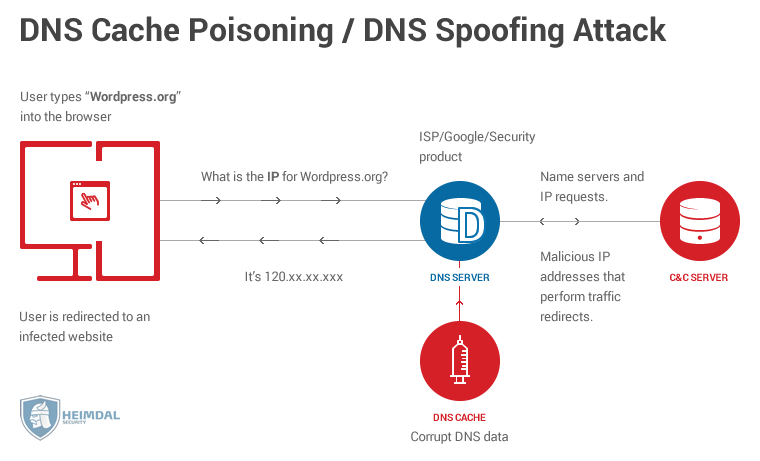 DNS Cache Poisoning / DNS Spoofing Attack
User types “Wordpress.org”
into the browser
ISP/Google/Security
product
What is the IP for Wordpress.org?
Name servers and
IP requests.
D
It’s 120.xx.xx.xxx
DNS SERVER
Malicious IP
addresses that
perform traffic
redirects.
C&C SERVER
User is redirected to an
infected website
DNS CACHE
Corrupt DNS data
HEIMDAL
SECURITY